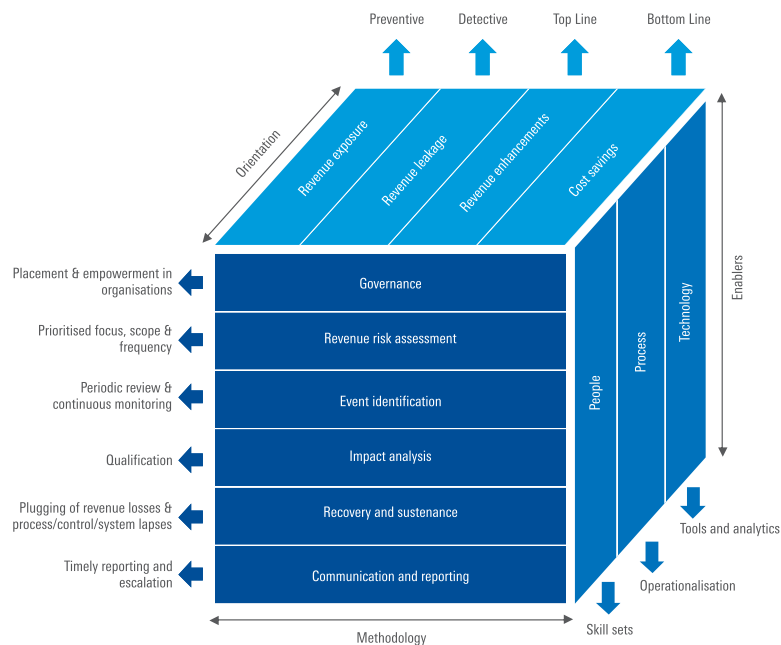 Preventive
Detective
Top Line
Bottom Line
Orientation
Revenue exposure
Revenue leakage
Revenue enhancements
Cost savings
Placement & empowerment in
organisations
Governance
Prioritised focus, scope &
frequency
Revenue risk assessment
Periodic review &
continuous monitoring
Event identification
Qualification
Impact analysis
Plugging of revenue losses &
process/control/system lapses
Recovery and sustenance
Timely reporting and
escalation
Communication and reporting
People
Process
Technology
Enablers
Tools and analytics
Operationalisation
Skill sets
Methodology